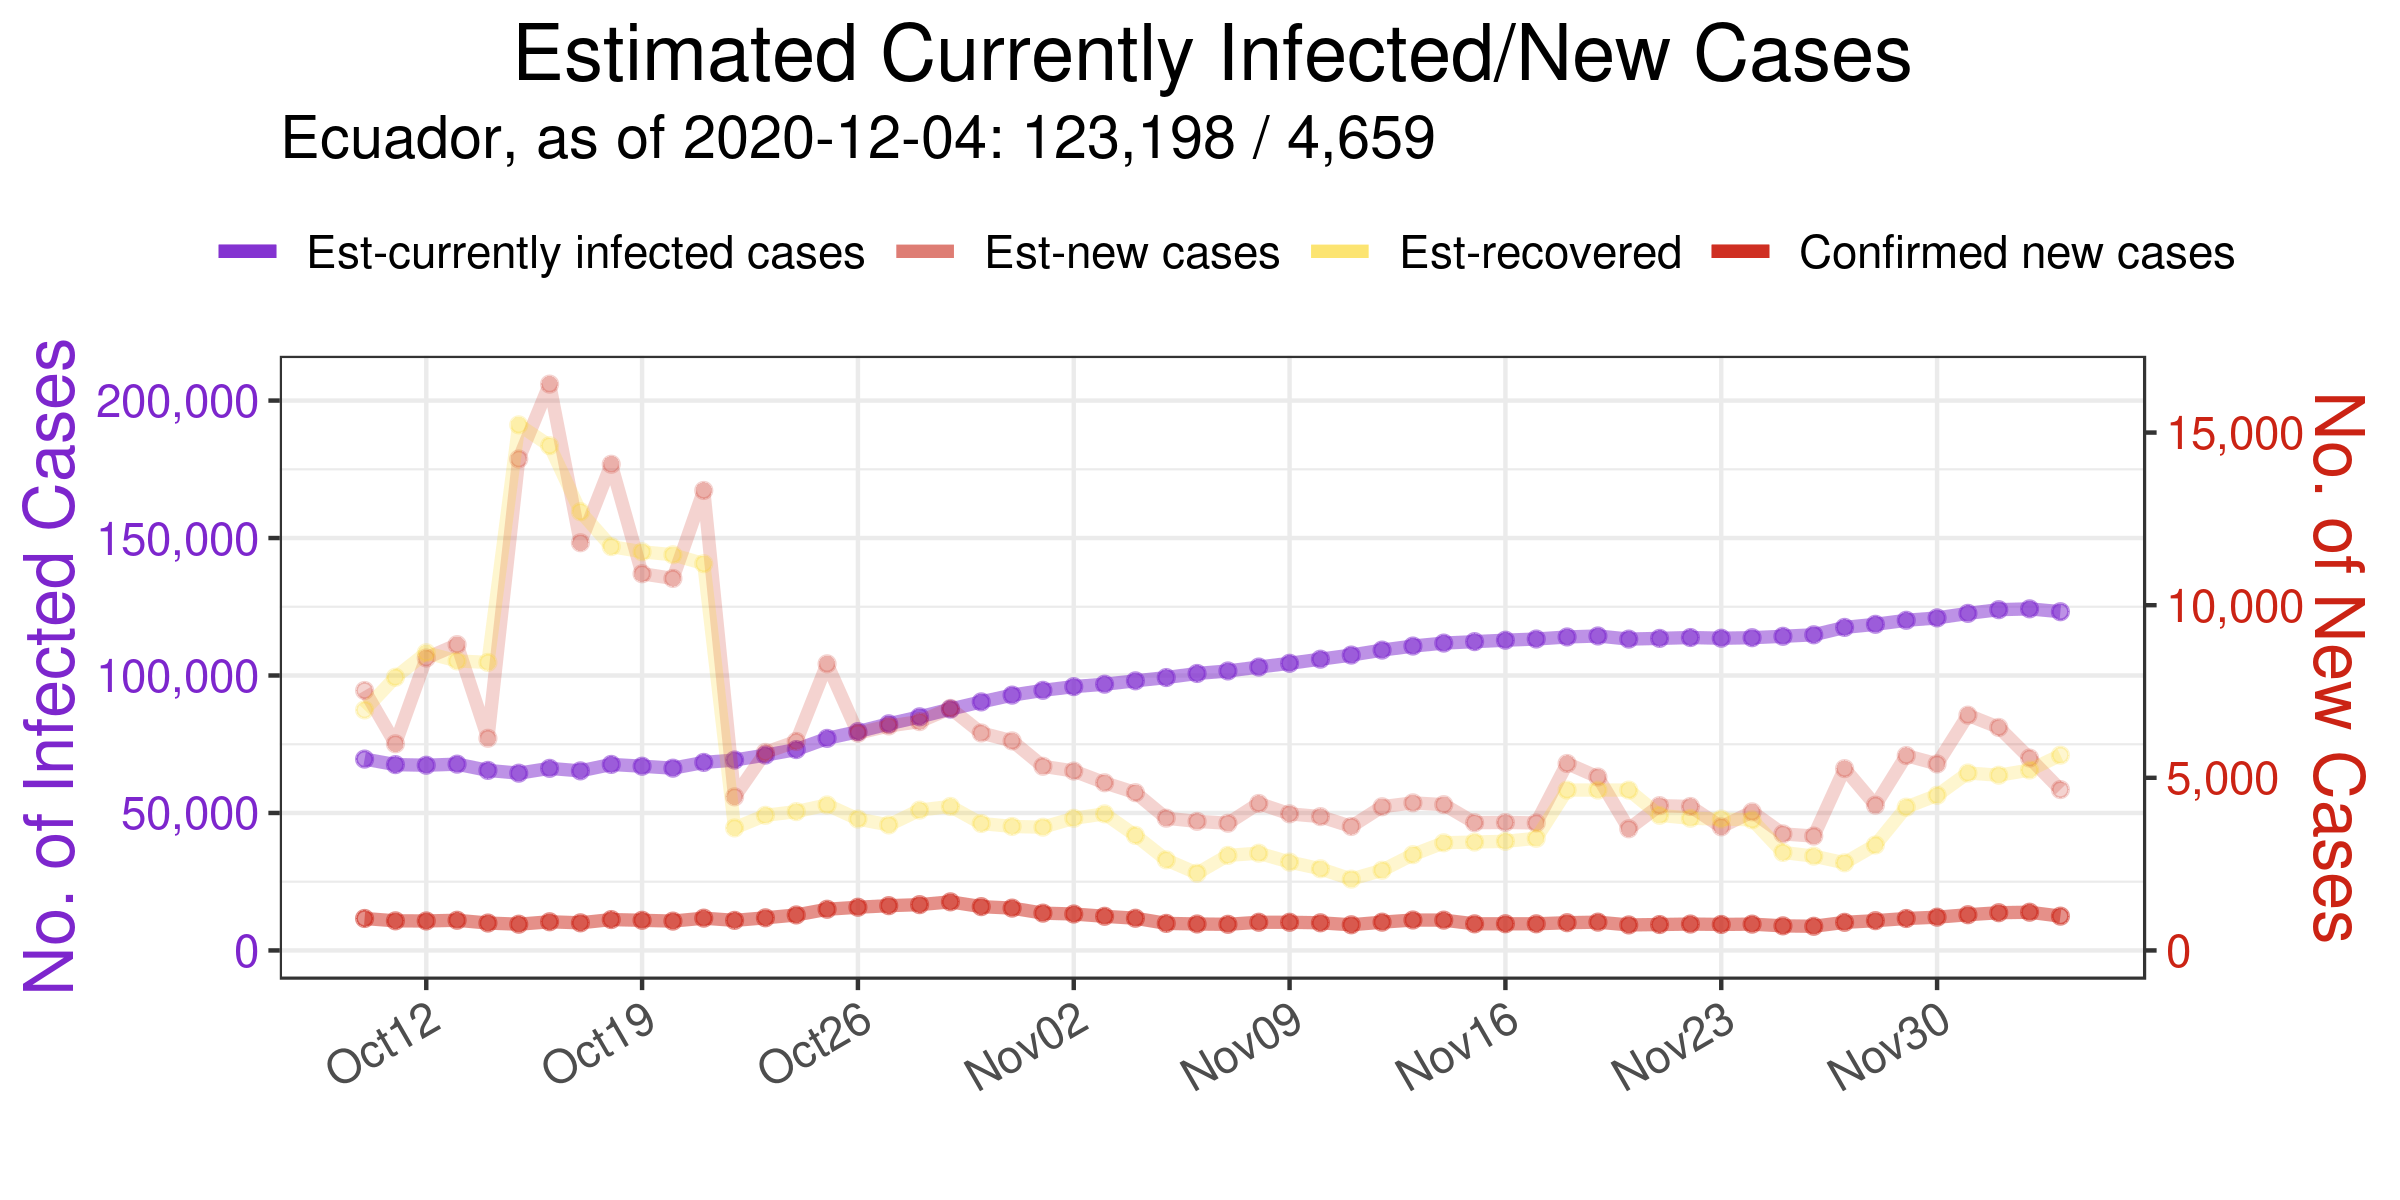 Estimated Currently Infected/New Cases
Ecuador, as of 2020-12-04: 123,198 / 4,659
Est-currently infected cases Est-new cases Est-recovered Confirmed new cases
No. of Infected Cases
200,000
150,000
100,000
50,000
0
15,000
10,000
5,000
0
No. of New Cases
Oct12 Oct19 Oct26 Nov02 Nov09 Nov16 Nov23 Nov30